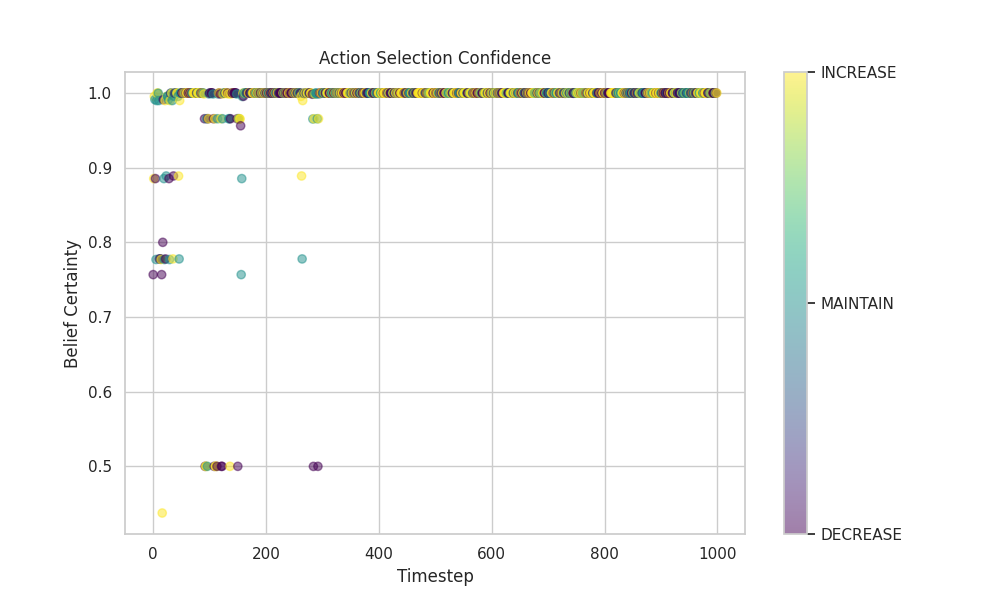 Action Selection Confidence
Belief Certainty
1.0
0.9
0.8
0.7
0.6
0.5
0
200
400
600
800
1000
Timestep
INCREASE
MAINTAIN
DECREASE